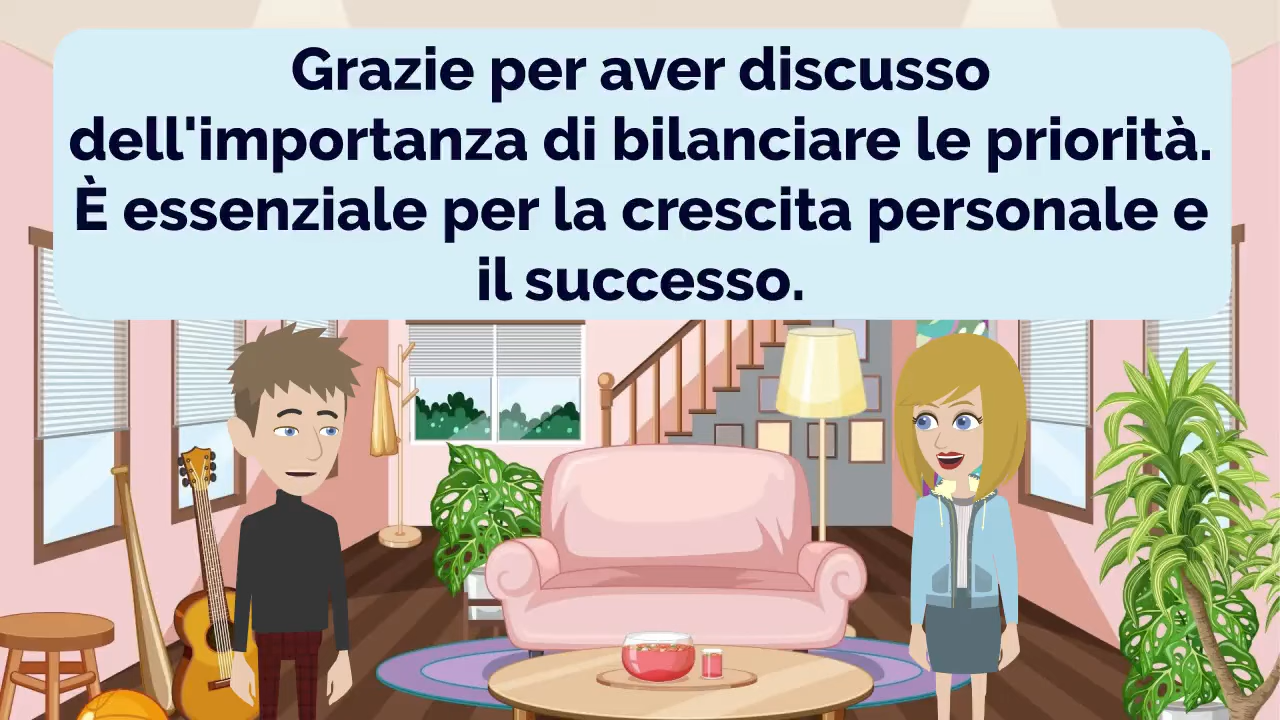 Grazie per aver discusso
dell'importanza di bilanciare le priorità.
È essenziale per la crescita personale e
il successo.